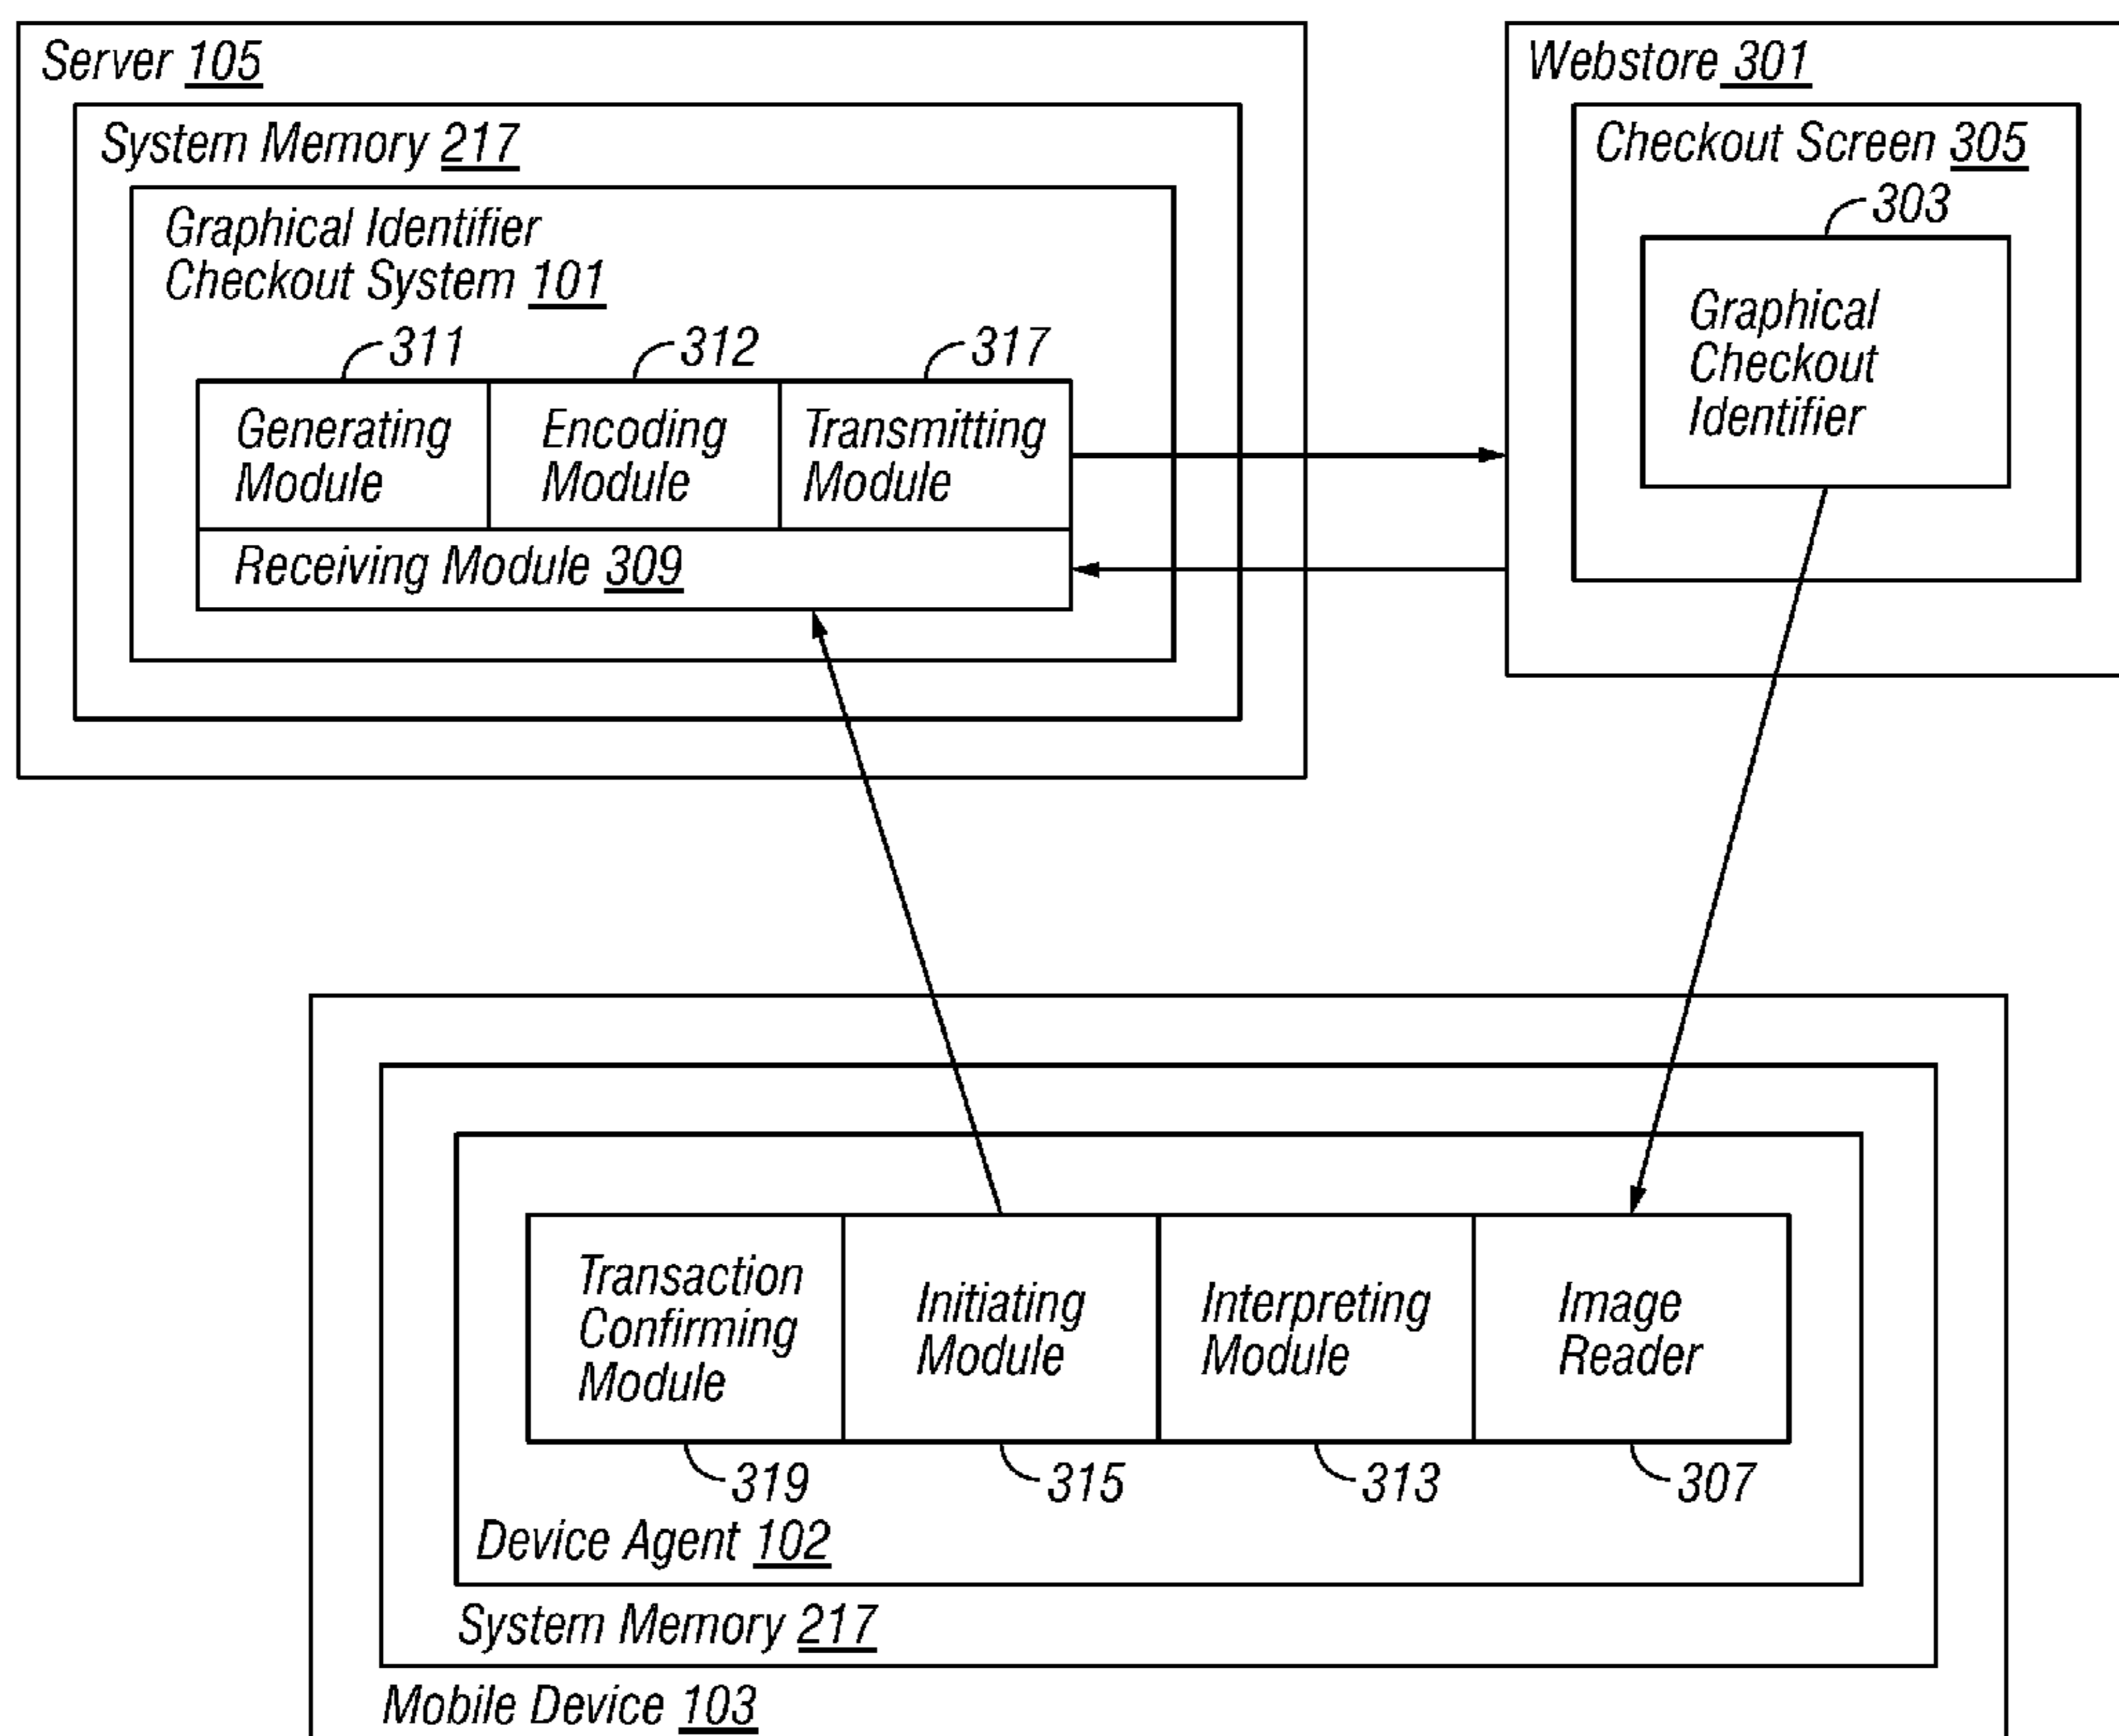 Server 105
System Memory 217
Graphical Identifier
Checkout System 101
311
312
317
Generating
Module
Encoding
Module
Transmitting
Module
Receiving Module 309
Webstore 301
Checkout Screen 305
303
Graphical
Checkout
Identifier
Transaction
Confirming
Module
Initiating
Module
Interpreting
Module
Image
Reader
319
315
313
307
Device Agent 102
System Memory 217
Mobile Device 103